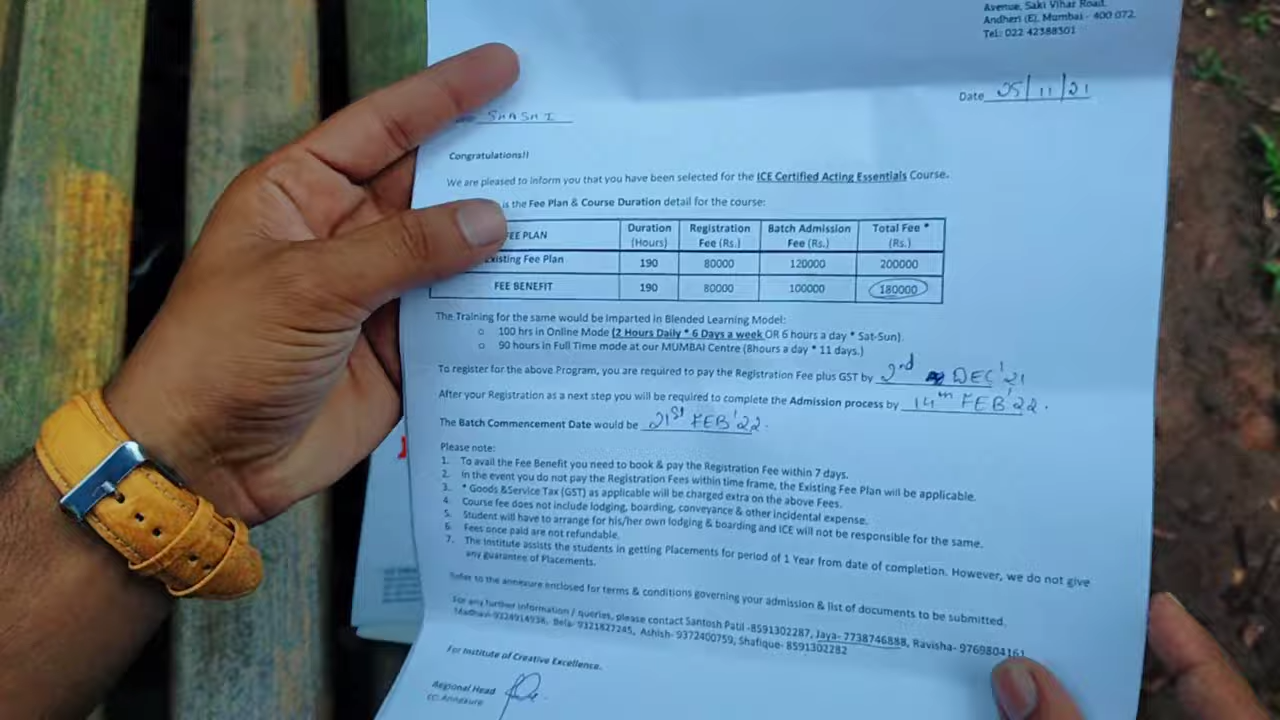 Avenue, Saki Vihar Road,
Andheri (E), Mumbai - 400 072.
Tel: 022 42388301
Date 25/11/21
SHASHI
Congratulations!!
We are pleased to inform you that you have been selected for the ICE Certified Acting Essentials Course.
is the Fee Plan & Course Duration detail for the course:
FEE PLAN Duration (Hours) Registration Fee (Rs.) Batch Admission Fee (Rs.) Total Fee * (Rs.)
Existing Fee Plan 190 80000 120000 200000
FEE BENEFIT 190 80000 100000 180000
The Training for the same would be imparted in Blended Learning Model:
o 100 hrs in Online Mode (2 Hours Daily * 6 Days a week OR 6 hours a day * Sat-Sun).
o 90 hours in Full Time mode at our MUMBAI Centre (8hours a day * 11 days.)
To register for the above Program, you are required to pay the Registration Fee plus GST by 2nd DEC'21
After your Registration as a next step you will be required to complete the Admission process by 14th FEB'22.
The Batch Commencement Date would be 21st FEB'22.
Please note:
1. To avail the Fee Benefit you need to book & pay the Registration Fee within 7 days.
2. In the event you do not pay the Registration Fees within time frame, the Existing Fee Plan will be applicable.
3. * Goods &Service Tax (GST) as applicable will be charged extra on the above Fees.
4. Course fee does not include lodging, boarding, conveyance & other incidental expense.
5. Student will have to arrange for his/her own lodging & boarding and ICE will not be responsible for the same.
6. Fees once paid are not refundable.
7. The Institute assists the students in getting Placements for period of 1 Year from date of completion. However, we do not give
any guarantee of Placements.
Refer to the annexure enclosed for terms & conditions governing your admission & list of documents to be submitted.
For any further information / queries, please contact Santosh Patil -8591302287, Jaya- 7738746888, Ravisha- 9769804161
Madhavi-9324914938, Bela- 9321827245, Ashish- 9372400759, Shafique- 8591302282
For Institute of Creative Excellence.
Regional Head
CC: Annexure